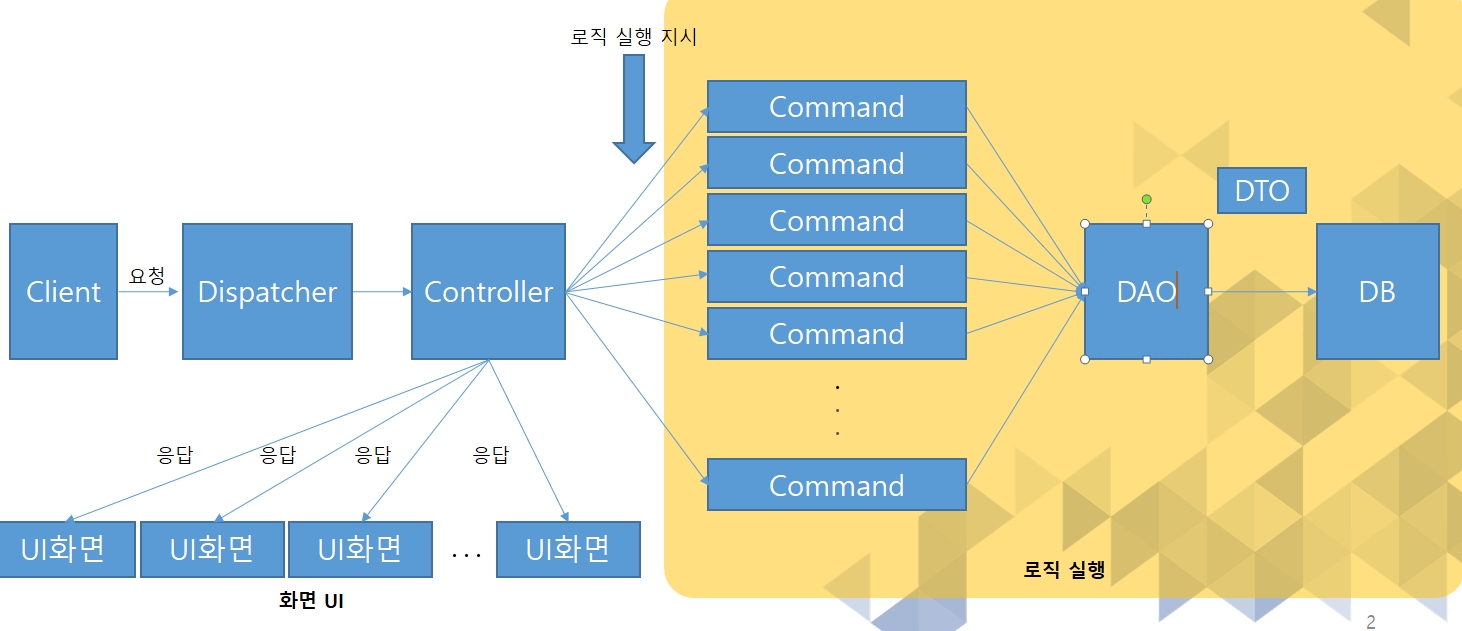 로직 실행 지시
Command
Command
Command
Command
Command
.
.
.
Command
DTO
Client
요청
Dispatcher
Controller
DAO
DB
응답
응답
응답
응답
UI화면
UI화면
UI화면
...
UI화면
화면 UI
로직 실행
2